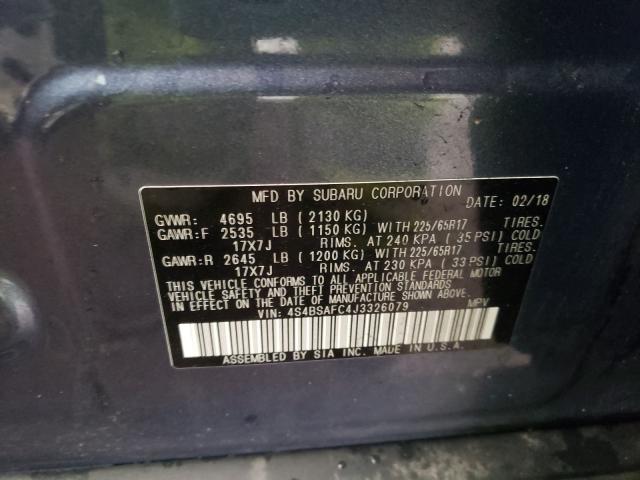 MFD BY SUBARU CORPORATION DATE: 02/18
GVWR: 4695 LB ( 2130 KG)
GAWR:F 2535 LB ( 1150 KG) WITH 225/65R17 TIRES.
17X7J RIMS. AT 240 KPA ( 35 PSI) COLD
GAWR:R 2645 LB ( 1200 KG) WITH 225/65R17 TIRES.
17X7J RIMS. AT 230 KPA ( 33 PSI) COLD
THIS VEHICLE CONFORMS TO ALL APPLICABLE FEDERAL MOTOR
VEHICLE SAFETY AND THEFT PREVENTION STANDARDS
IN EFFECT ON THE DATE OF MANUFACTURE SHOWN ABOVE.
VIN: 4S4BSAFC4J3326079 MPV
ASSEMBLED BY SIA INC. MADE IN U.S.A.